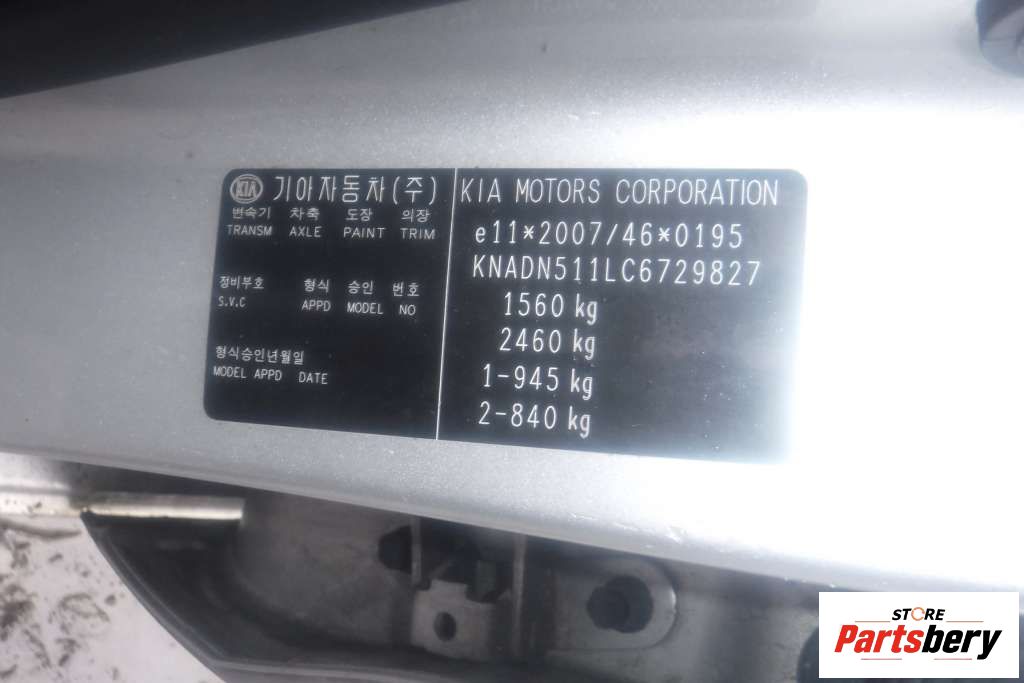 KIA 기아자동차(주)
변속기 차축 도장 의장
TRANSM AXLE PAINT TRIM
정비부호 형식 승인 번호
S.V.C APPD MODEL NO
형식승인년월일
MODEL APPD DATE
KIA MOTORS CORPORATION
e11*2007/46*0195
KNADN511LC6729827
1560 kg
2460 kg
1-945 kg
2-840 kg
STORE
Partsbery